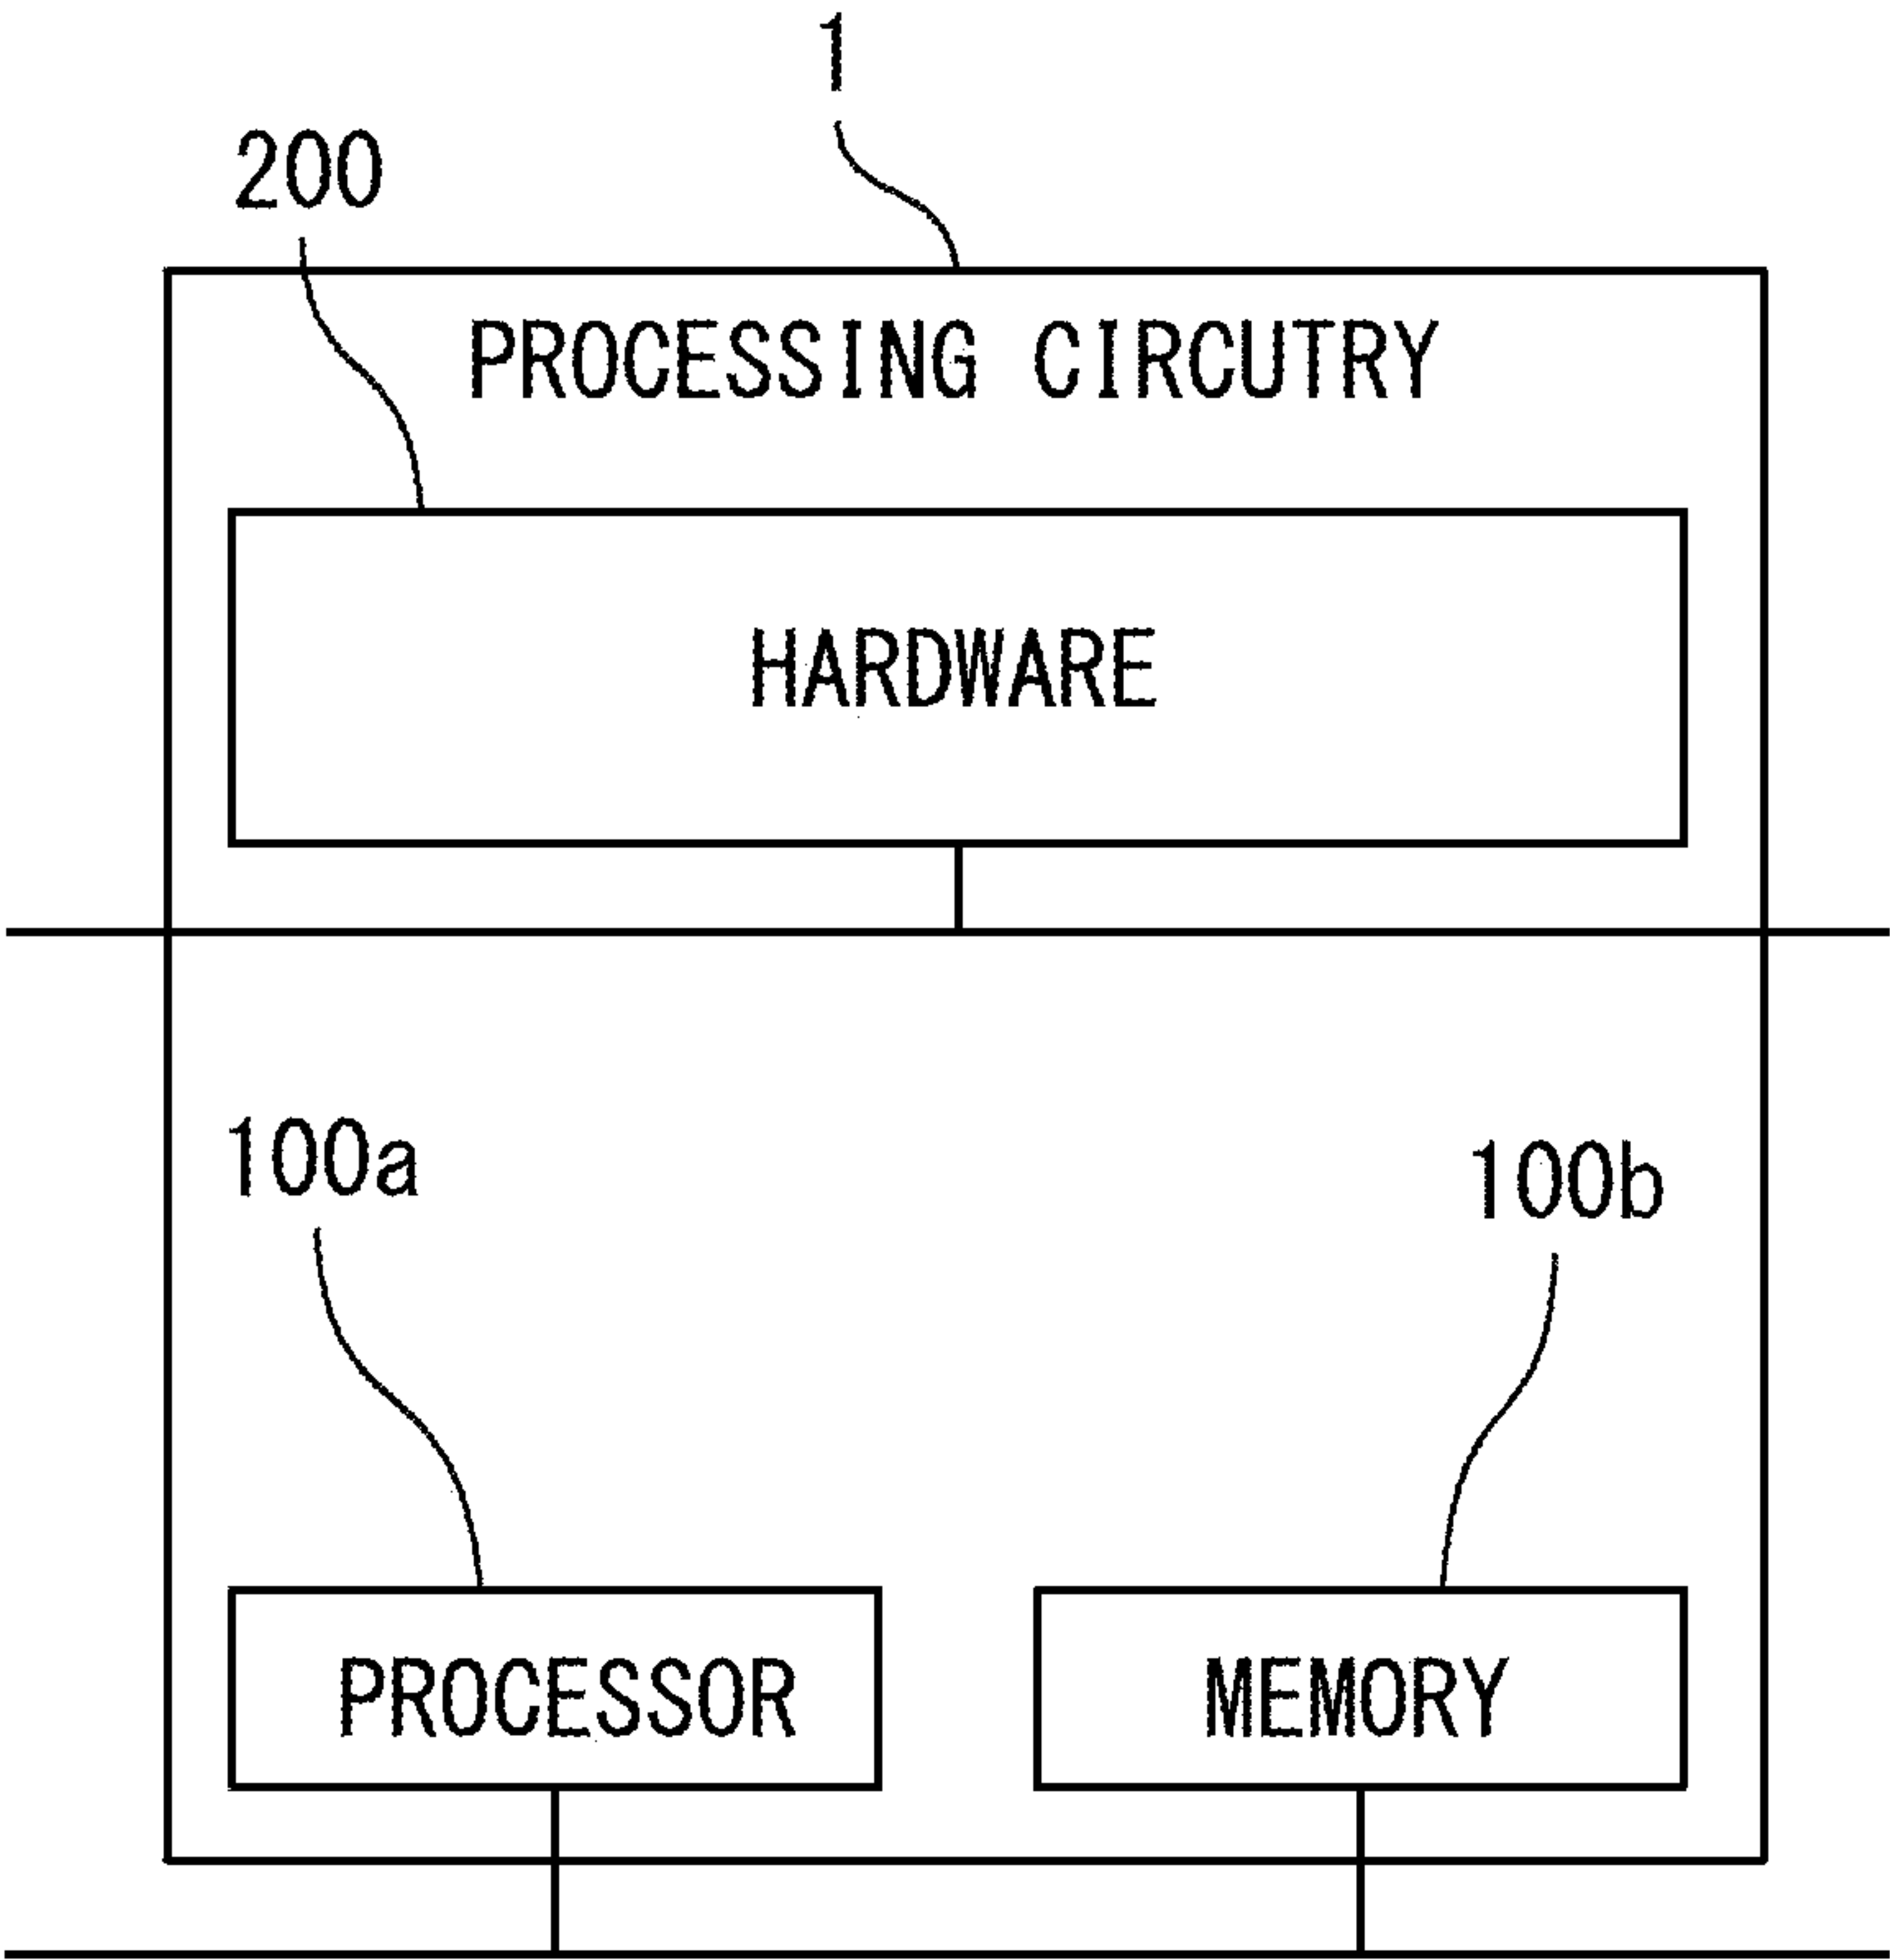 1
200
PROCESSING CIRCUTRY
HARDWARE
100a
100b
PROCESSOR
MEMORY